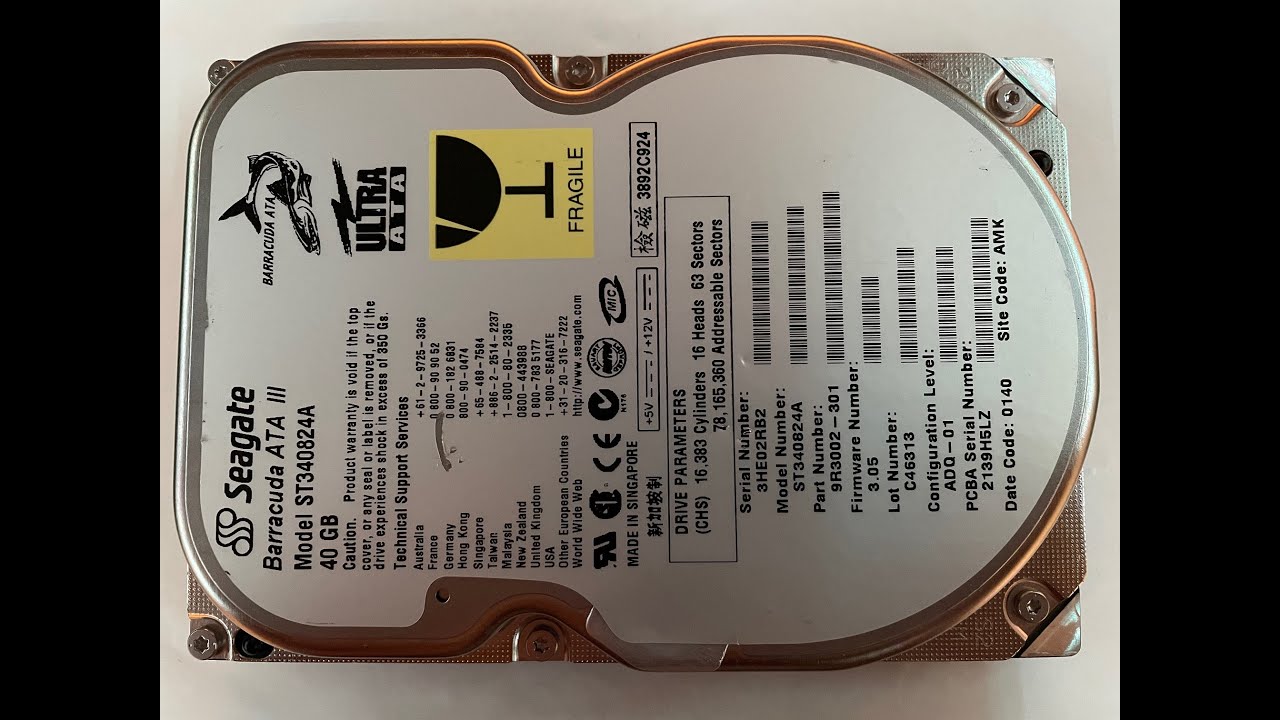 Seagate
Barracuda ATA III
Model ST340824A
40 GB
Caution. Product warranty is void if the top
cover, or any seal or label is removed, or if the
drive experiences shock in excess of 350 Gs.
Technical Support Services
Australia +61-2-9725-3366
France 0 800-90 90 52
Germany 0-800-182 6831
Hong Kong 800-90-0474
Singapore +65-488-7584
Taiwan +886-2-2514-2237
Malaysia 1-800-80-2335
New Zealand 0800-443988
United Kingdom 0 800-783 5177
USA 1-800-SEAGATE
Other European Countries +31-20-316-7222
World Wide Web http://www.seagate.com
BARRACUDA ATA
ULTRA
ATA
FRAGILE
N176
MIC
MADE IN SINGAPORE
新加坡制
+5V / +12V
檢磁 3892C924
DRIVE PARAMETERS
(CHS) 16,383 Cylinders 16 Heads 63 Sectors
78,165,360 Addressable Sectors
Serial Number:
3HE02RB2
Model Number:
ST340824A
Part Number:
9R3002-301
Firmware Number:
3.05
Lot Number:
C46313
Configuration Level:
ADQ-01
PCBA Serial Number:
2139H5LZ
Date Code: 0140 Site Code: AMK